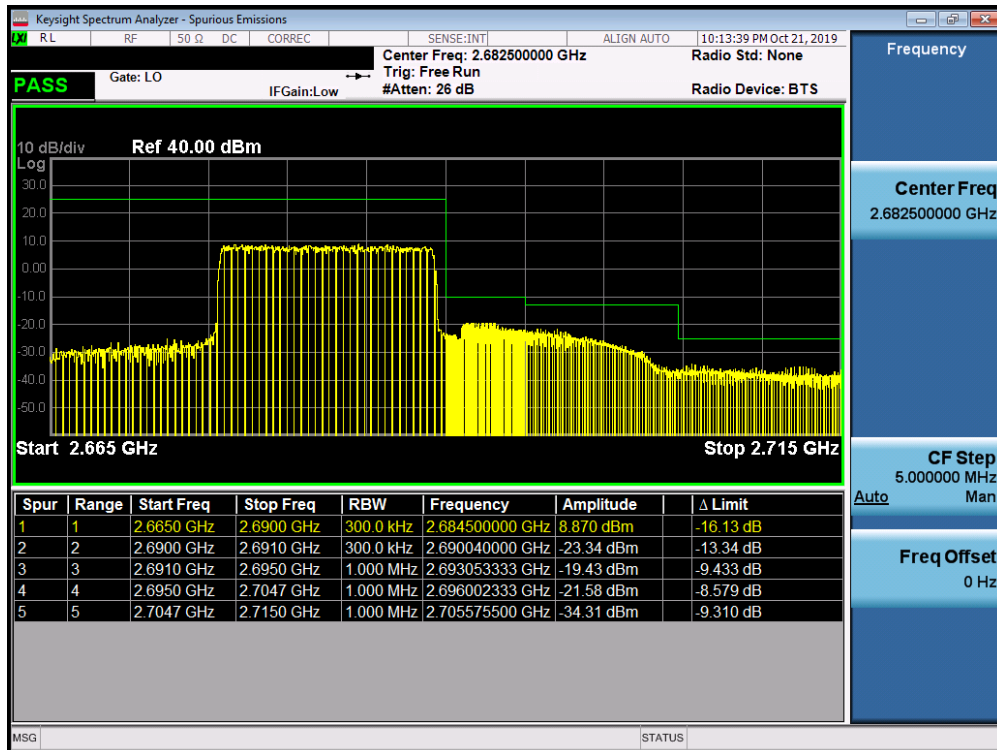 Keysight Spectrum Analyzer - Spurious Emissions
LXI RL RF 50 Ω DC CORREC SENSE:INT ALIGN AUTO 10:13:39 PM Oct 21, 2019
Center Freq: 2.682500000 GHz Radio Std: None
PASS Gate: LO Trig: Free Run
IFGain:Low #Atten: 26 dB Radio Device: BTS
10 dB/div Ref 40.00 dBm
Log
30.0
20.0
10.0
0.00
-10.0
-20.0
-30.0
-40.0
-50.0
Start 2.665 GHz Stop 2.715 GHz
Spur Range Start Freq Stop Freq RBW Frequency Amplitude Δ Limit
1 1 2.6650 GHz 2.6900 GHz 300.0 kHz 2.684500000 GHz 8.870 dBm -16.13 dB
2 2 2.6900 GHz 2.6910 GHz 300.0 kHz 2.690040000 GHz -23.34 dBm -13.34 dB
3 3 2.6910 GHz 2.6950 GHz 1.000 MHz 2.693053333 GHz -19.43 dBm -9.433 dB
4 4 2.6950 GHz 2.7047 GHz 1.000 MHz 2.696002333 GHz -21.58 dBm -8.579 dB
5 5 2.7047 GHz 2.7150 GHz 1.000 MHz 2.705575500 GHz -34.31 dBm -9.310 dB
MSG STATUS
Frequency
Center Freq
2.682500000 GHz
CF Step
5.000000 MHz
Auto Man
Freq Offset
0 Hz